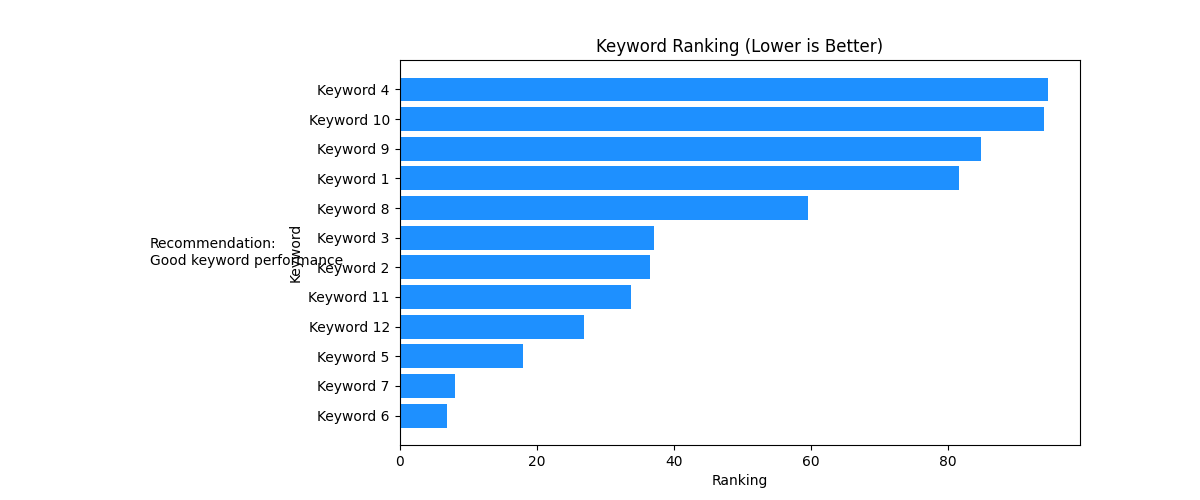 Keyword Ranking (Lower is Better)
Keyword 4
Keyword 10
Keyword 9
Keyword 1
Keyword 8
Keyword 3
Keyword 2
Keyword 11
Keyword 12
Keyword 5
Keyword 7
Keyword 6
Keyword
Recommendation:
Good keyword performance
0 20 40 60 80
Ranking